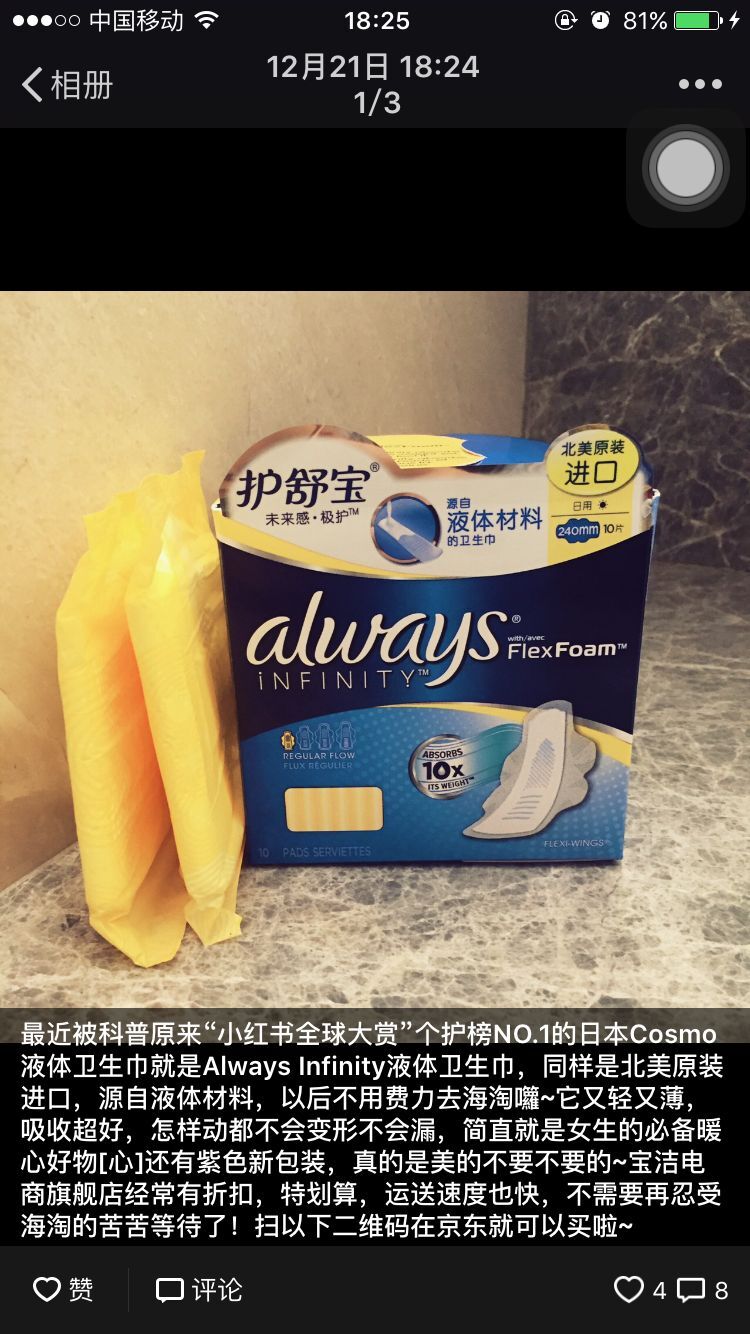 中国移动
18:25
81%
相册
12月21日 18:24
1/3
护舒宝®
未来感·极护™
源自
液体材料
的卫生巾
北美原装
进口
日用
240mm 10片
always®
INFINITY™
with/avec
FlexFoam™
REGULAR FLOW
FLUX RÉGULIER
ABSORBS
10x
ITS WEIGHT™
10 PADS SERVIETTES
FLEXI-WINGS®
最近被科普原来“小红书全球大赏”个护榜NO.1的日本Cosmo
液体卫生巾就是Always Infinity液体卫生巾，同样是北美原装
进口，源自液体材料，以后不用费力去海淘囉~它又轻又薄，
吸收超好，怎样动都不会变形不会漏，简直就是女生的必备暖
心好物[心]还有紫色新包装，真的是美的不要不要的~宝洁电
商旗舰店经常有折扣，特划算，运送速度也快，不需要再忍受
海淘的苦苦等待了！扫以下二维码在京东就可以买啦~
赞
评论
4
8